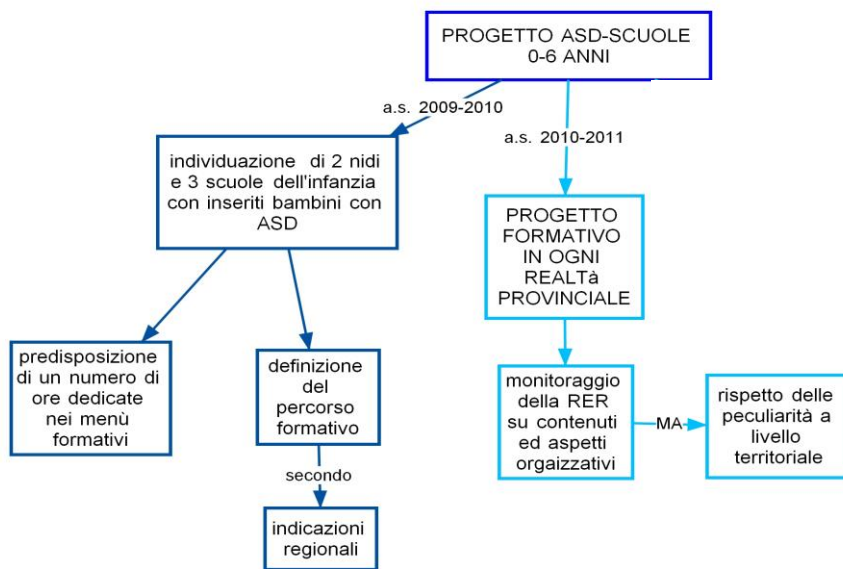 PROGETTO ASD-SCUOLE
0-6 ANNI
a.s. 2009-2010
a.s. 2010-2011
individuazione di 2 nidi
e 3 scuole dell'infanzia
con inseriti bambini con
ASD
PROGETTO
FORMATIVO
IN OGNI
REALTà
PROVINCIALE
predisposizione
di un numero di
ore dedicate
nei menù
formativi
definizione
del
percorso
formativo
monitoraggio
della RER
su contenuti
ed aspetti
orgaizzativi
MA
rispetto delle
peculiarità a
livello
territoriale
secondo
indicazioni
regionali